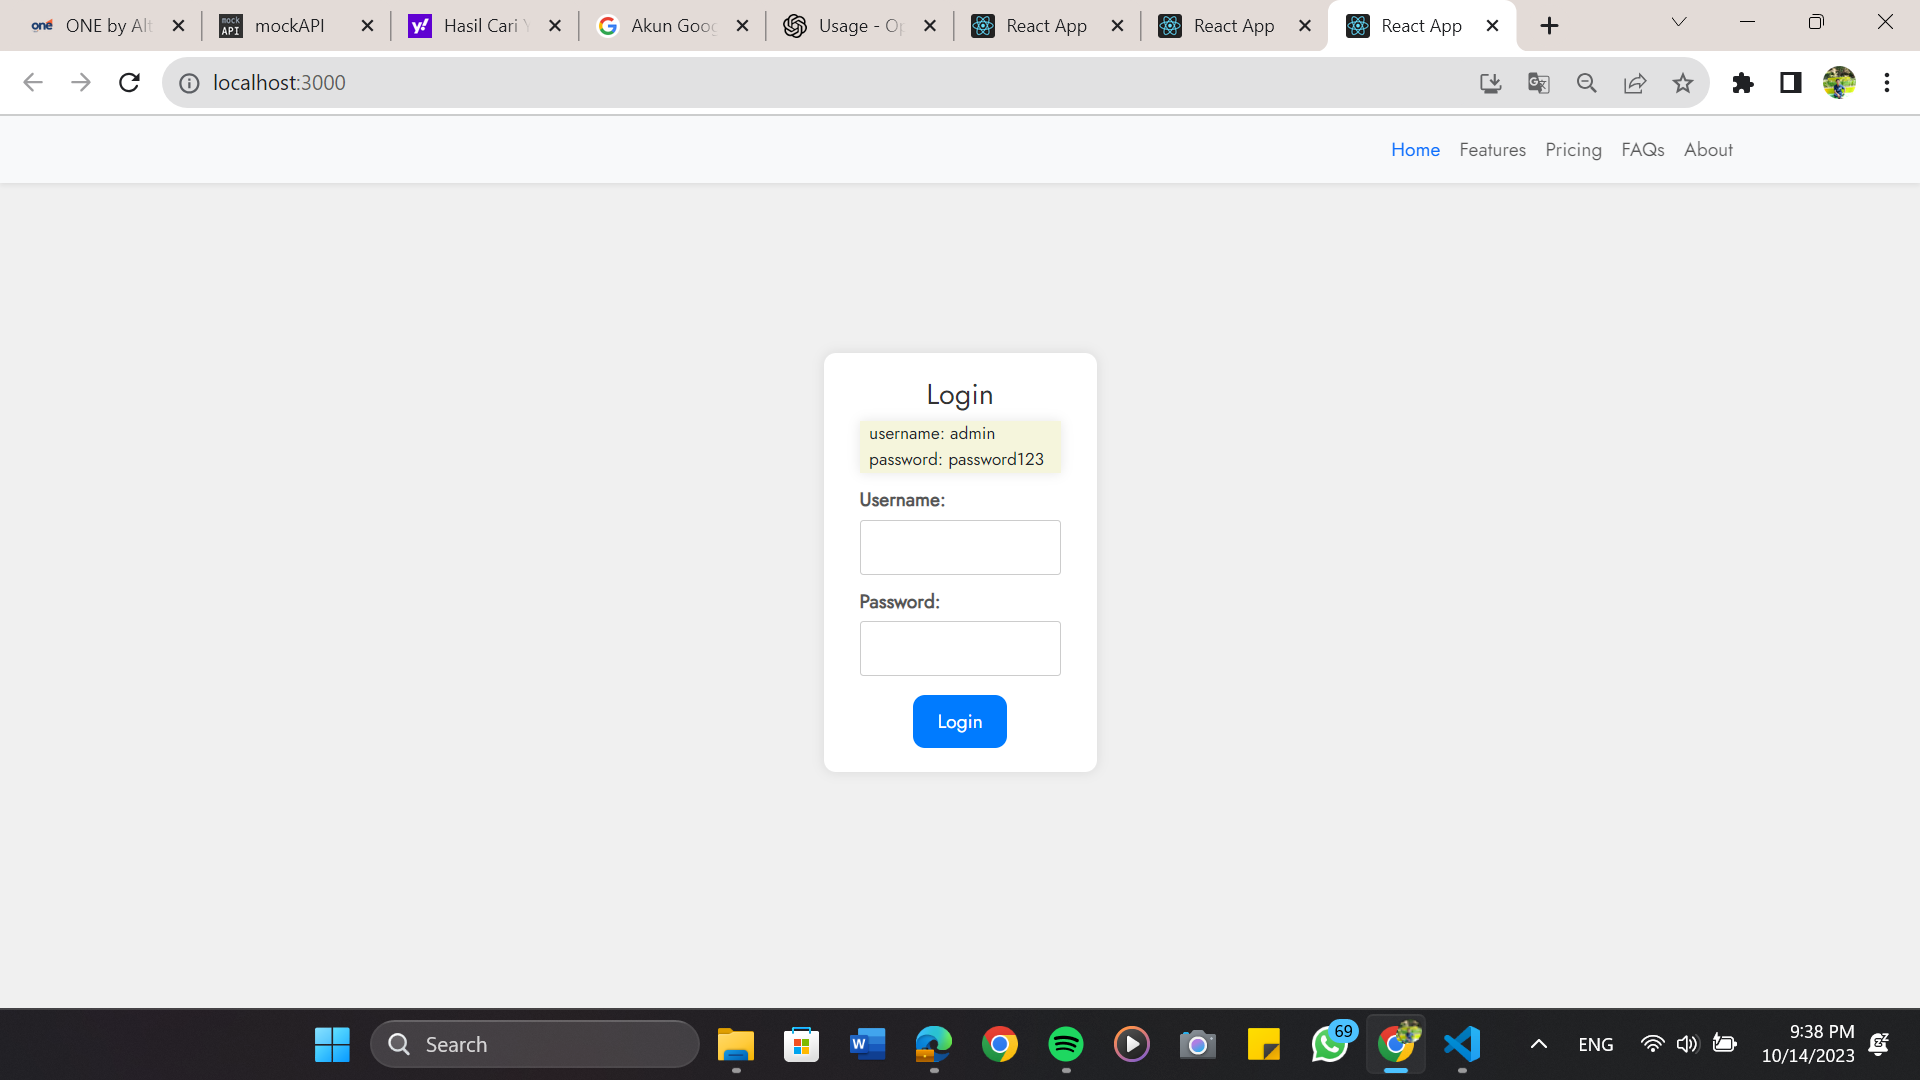 ONE by Alt
mockAPI
Hasil Cari Y
Akun Goog
Usage - Op
React App
React App
React App
localhost:3000
Home
Features
Pricing
FAQs
About
Login
username: admin
password: password123
Username:
Password:
Login
Search
69
ENG
9:38 PM
10/14/2023